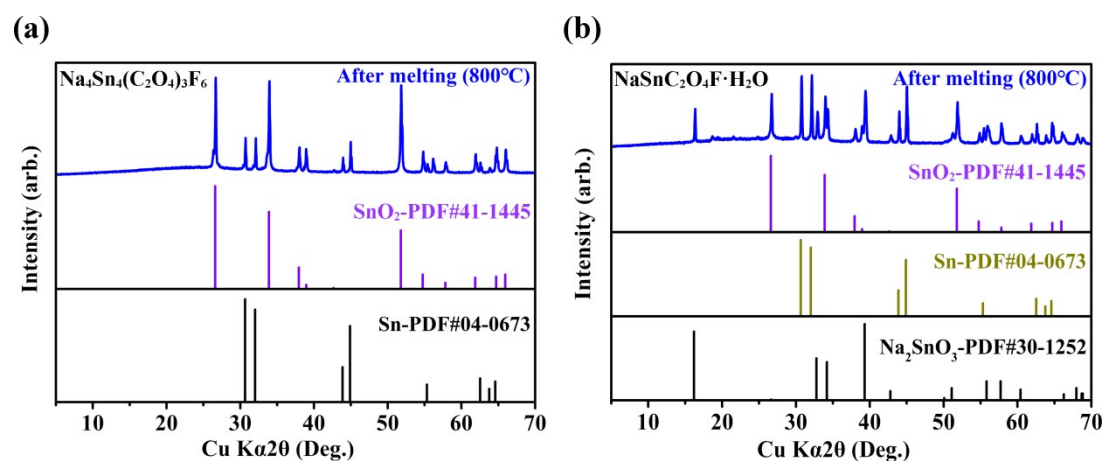 (a)
Na₄Sn₄(C₂O₄)₃F₆
After melting (800℃)
SnO₂-PDF#41-1445
Sn-PDF#04-0673
Intensity (arb.)
10 20 30 40 50 60 70
Cu Kα2θ (Deg.)
(b)
NaSnC₂O₄F·H₂O
After melting (800℃)
SnO₂-PDF#41-1445
Sn-PDF#04-0673
Na₂SnO₃-PDF#30-1252
Intensity (arb.)
10 20 30 40 50 60 70
Cu Kα2θ (Deg.)